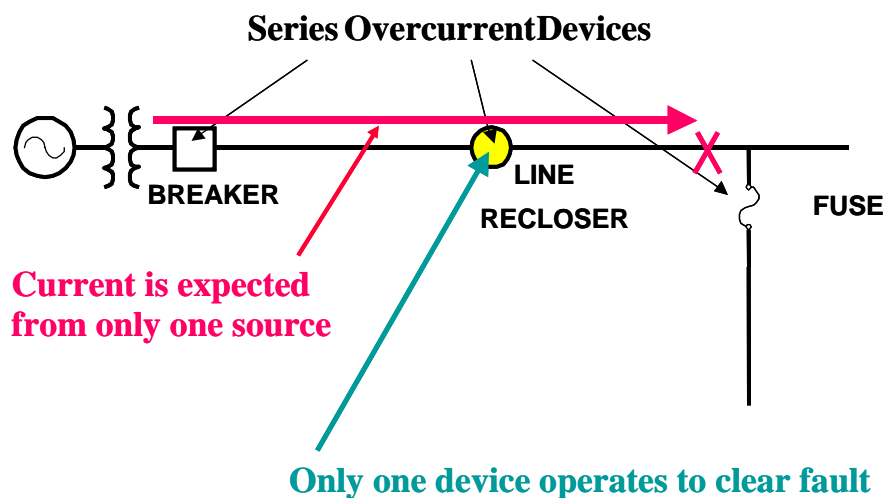 Series Overcurrent Devices
BREAKER
LINE
RECLOSER
FUSE
Current is expected
from only one source
Only one device operates to clear fault